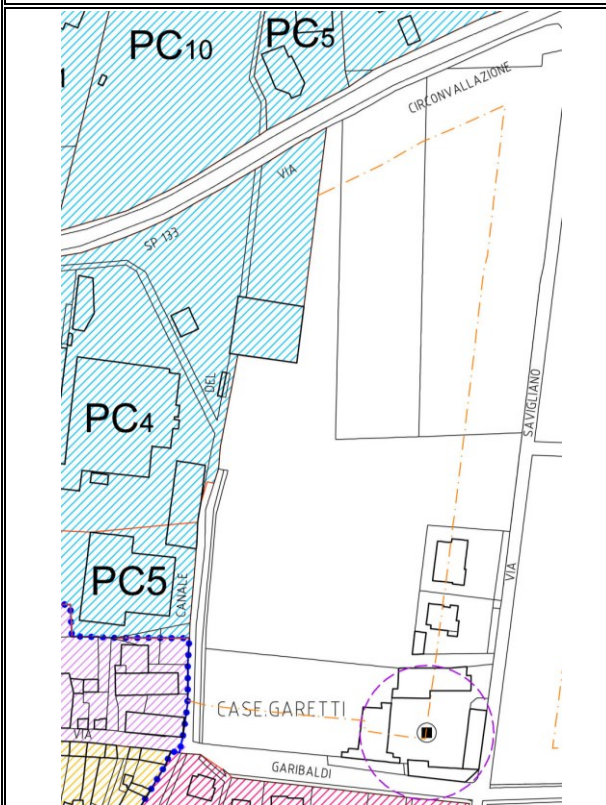 PC10
PC5
CIRCONVALLAZIONE
VIA
SP 133
DEL
SAVIGLIANO
PC4
PC5
CANALE
VIA
CASE GARETTI
VIA
GARIBALDI